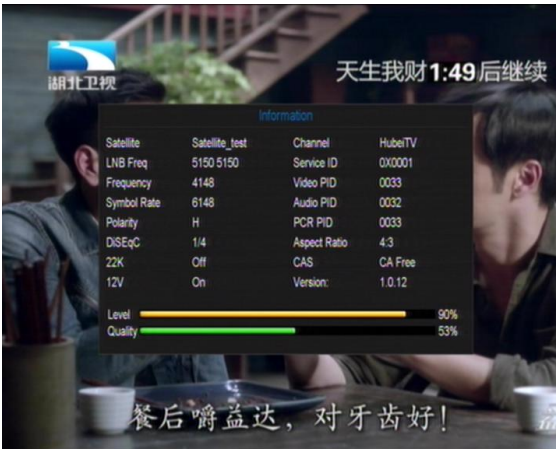 湖北卫视
天生我财1:49后继续
Information
Satellite Satellite_test Channel HubeiTV
LNB Freq 5150 5150 Service ID 0X0001
Frequency 4148 Video PID 0033
Symbol Rate 6148 Audio PID 0032
Polarity H PCR PID 0033
DiSEqC 1/4 Aspect Ratio 4:3
22K Off CAS CA Free
12V On Version: 1.0.12
Level 90%
Quality 53%
餐后嚼益达，对牙齿好！